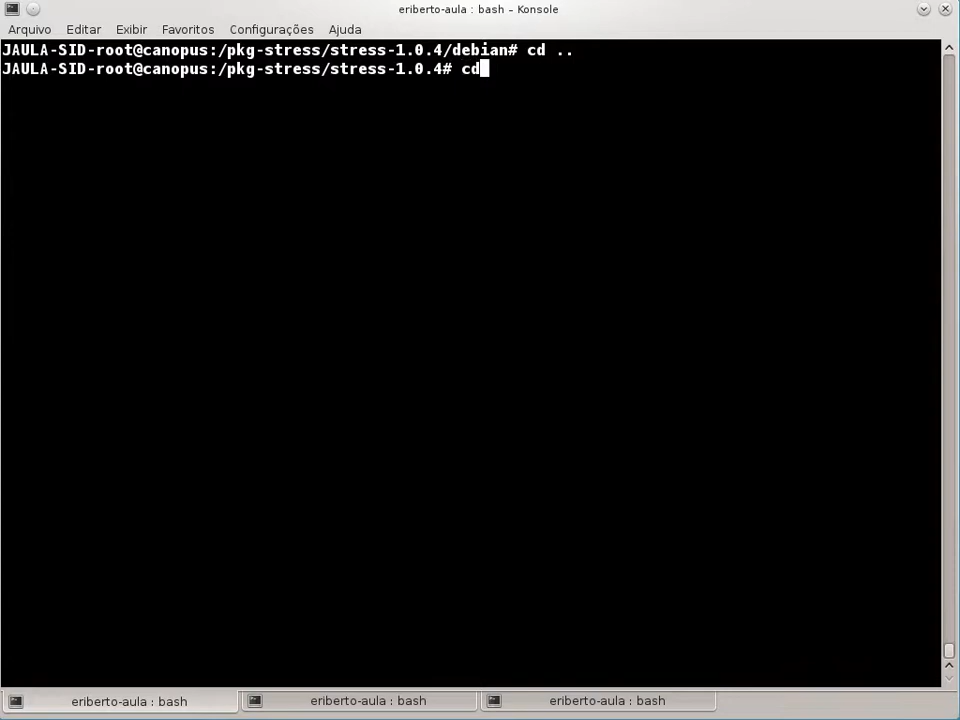 eriberto-aula : bash – Konsole
Arquivo Editar Exibir Favoritos Configurações Ajuda
JAULA-SID-root@canopus:/pkg-stress/stress-1.0.4/debian# cd ..
JAULA-SID-root@canopus:/pkg-stress/stress-1.0.4# cd
eriberto-aula : bash eriberto-aula : bash eriberto-aula : bash